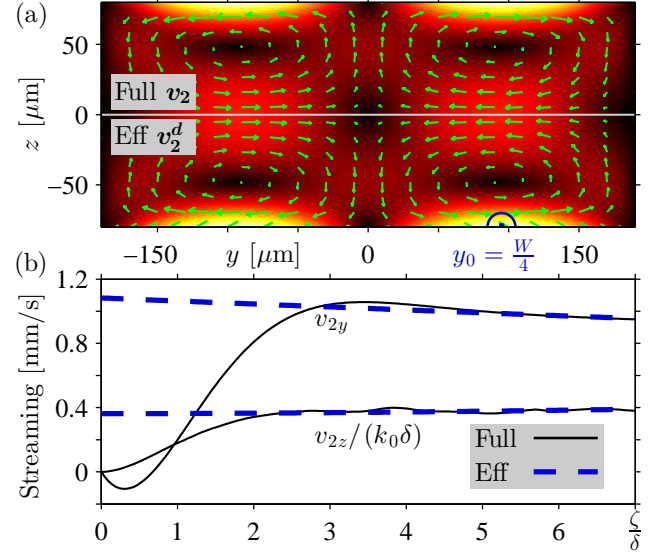 (a)
50
0
−50
z [µm]
Full v₂
Eff v₂ᵈ
−150
y [µm]
0
y₀ = W/4
150
(b)
1.2
0.8
0.4
0
Streaming [mm/s]
v₂y
v₂z/(k₀δ)
Full
Eff
0
1
2
3
4
5
6
ζ/δ